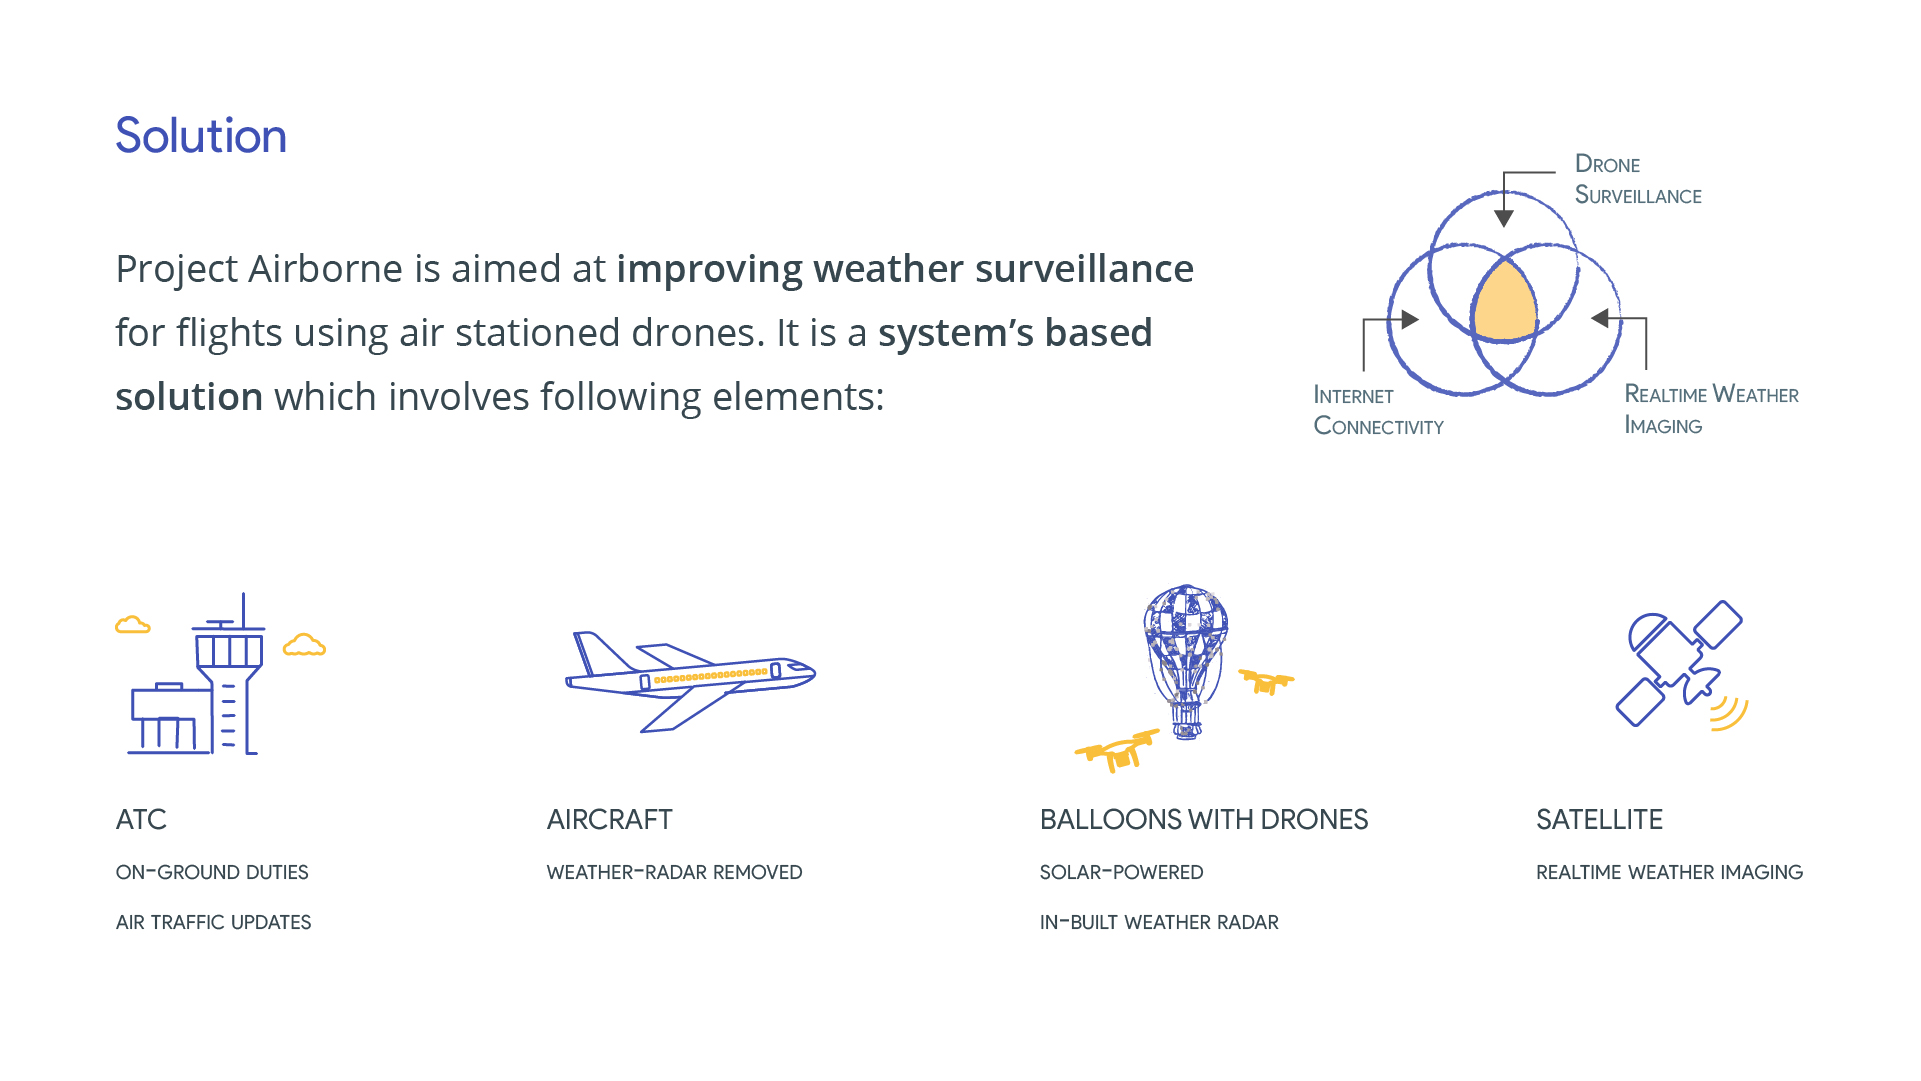 Solution
Project Airborne is aimed at improving weather surveillance
for flights using air stationed drones. It is a system’s based
solution which involves following elements:
Drone
Surveillance
Internet
Connectivity
Realtime Weather
Imaging
ATC
ON-GROUND DUTIES
AIR TRAFFIC UPDATES
AIRCRAFT
WEATHER-RADAR REMOVED
BALLOONS WITH DRONES
SOLAR-POWERED
IN-BUILT WEATHER RADAR
SATELLITE
REALTIME WEATHER IMAGING